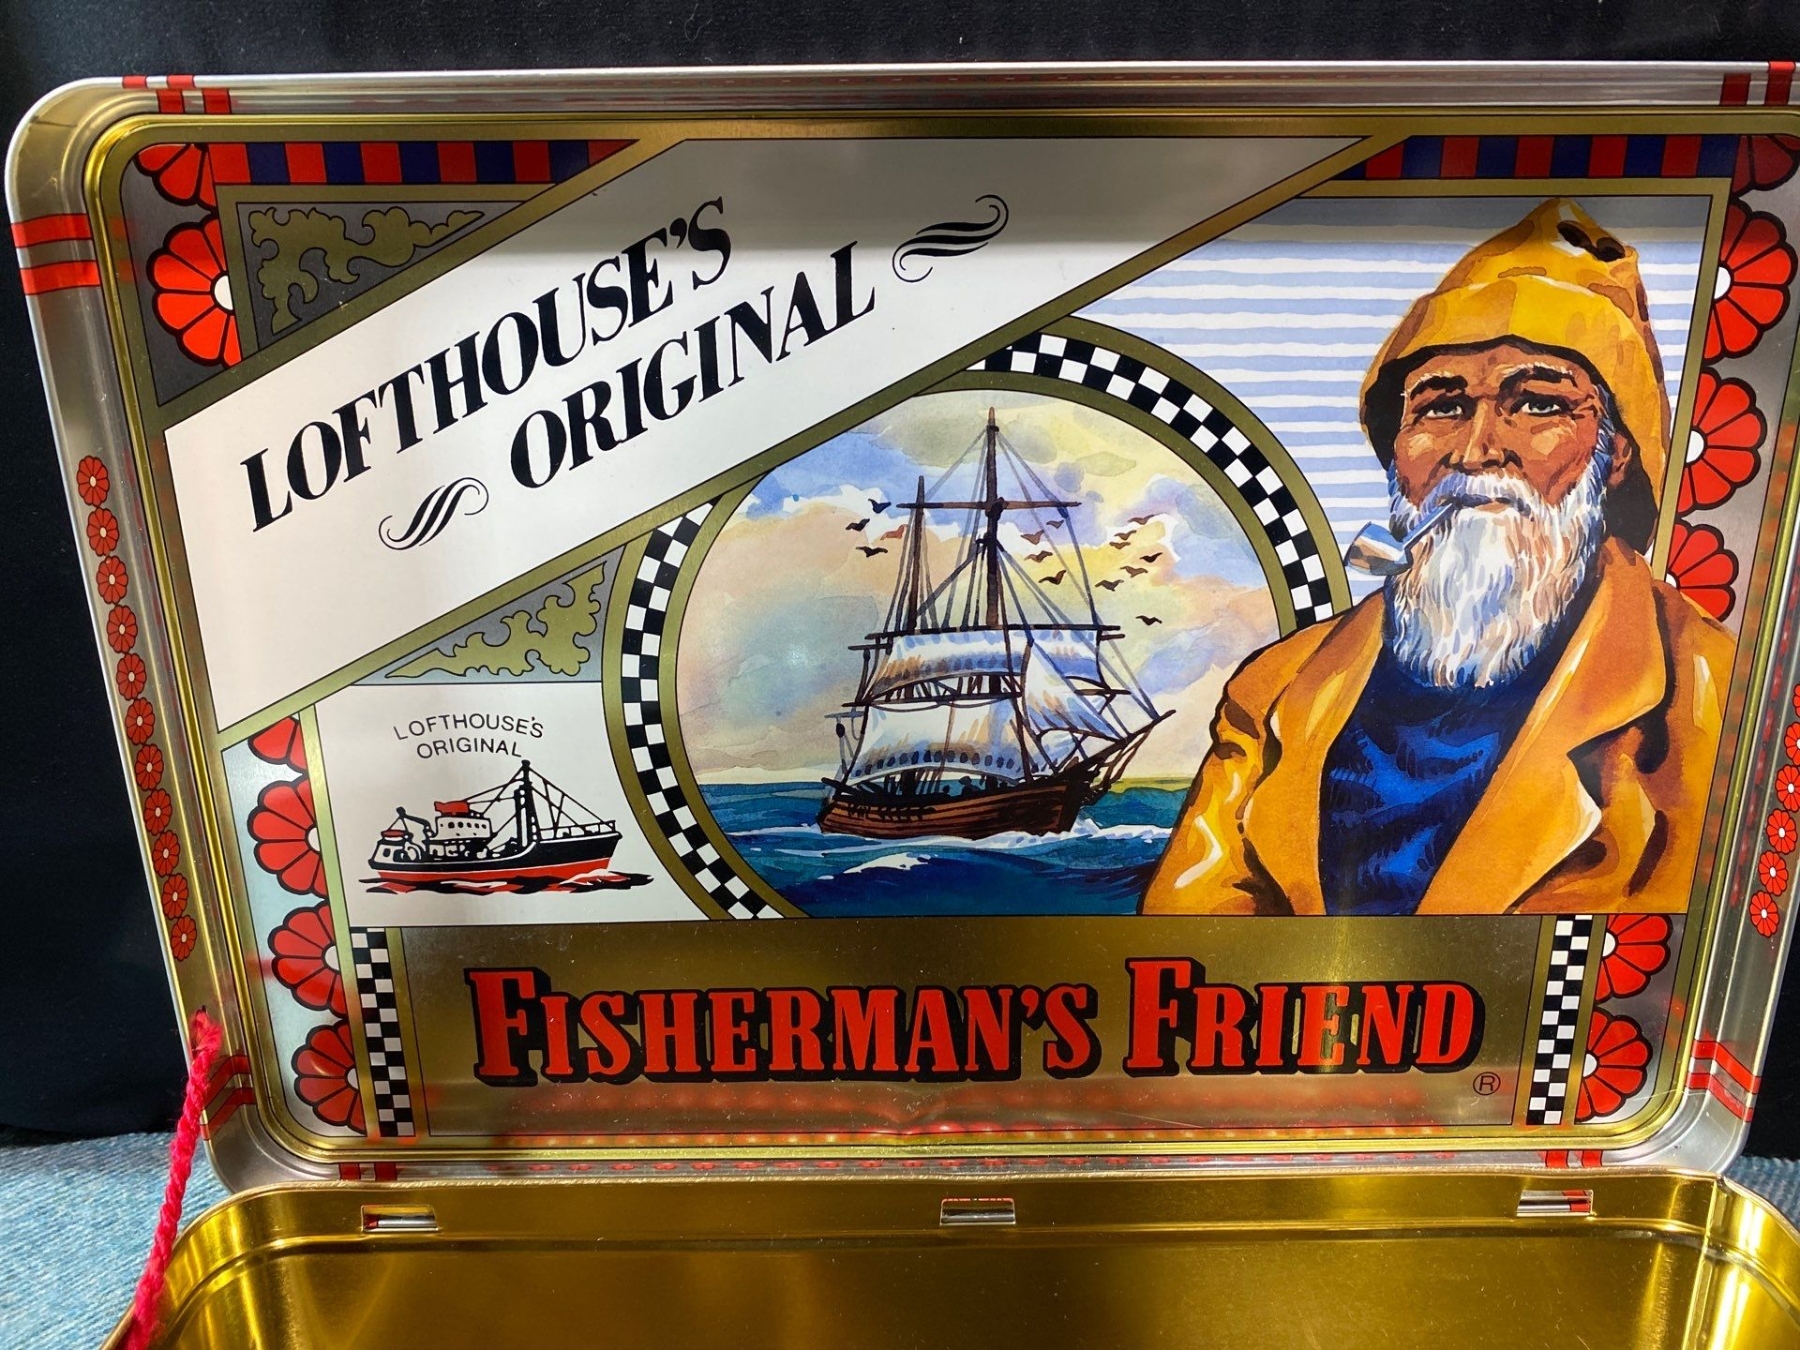 LOFTHOUSE'S
ORIGINAL
LOFTHOUSE'S
ORIGINAL
FISHERMAN'S FRIEND
®